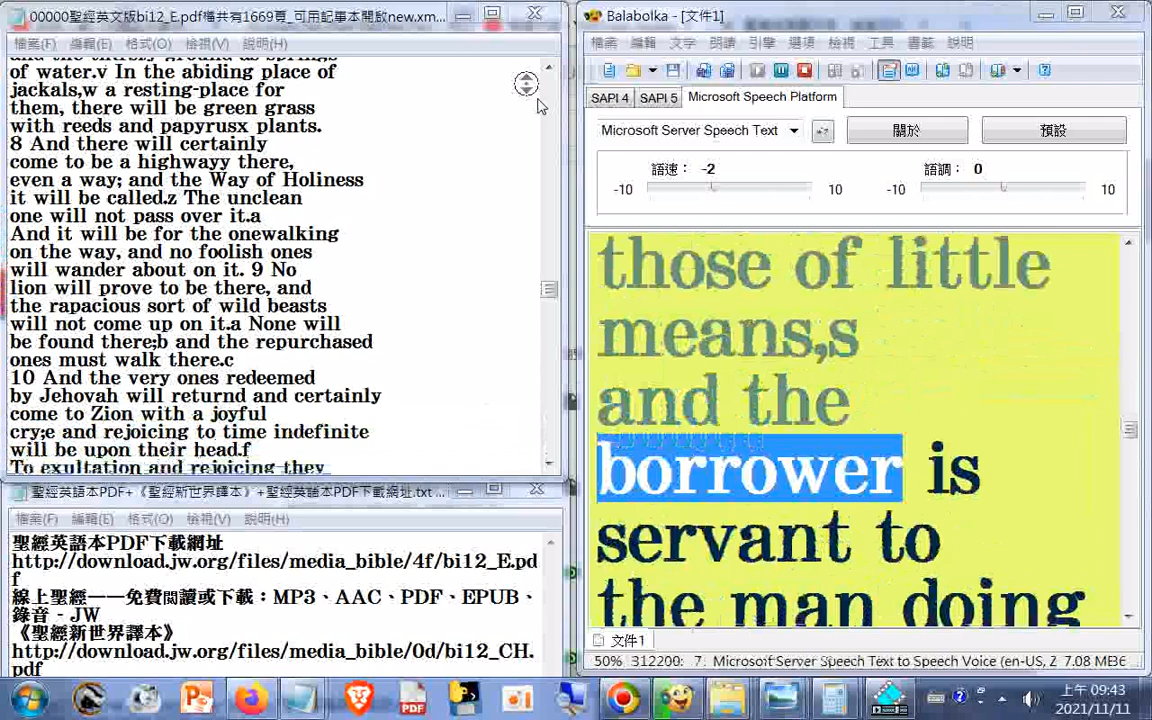 00000聖經英文版bi12_E.pdf檔共有1669頁_可用記事本開啟new.xm...
檔案(F) 編輯(E) 格式(O) 檢視(V) 說明(H)
of water.v In the abiding place of
jackals,w a resting-place for
them, there will be green grass
with reeds and papyrusx plants.
8 And there will certainly
come to be a highwayy there,
even a way; and the Way of Holiness
it will be called.z The unclean
one will not pass over it.a
And it will be for the onewalking
on the way, and no foolish ones
will wander about on it. 9 No
lion will prove to be there, and
the rapacious sort of wild beasts
will not come up on it.a None will
be found there;b and the repurchased
ones must walk there.c
10 And the very ones redeemed
by Jehovah will returnd and certainly
come to Zion with a joyful
cry;e and rejoicing to time indefinite
will be upon their head.f
To exultation and rejoicing they
聖經英語本PDF+《聖經新世界譯本》+聖經英語本PDF下載網址.txt ...
檔案(F) 編輯(E) 格式(O) 檢視(V) 說明(H)
聖經英語本PDF下載網址
http://download.jw.org/files/media_bible/4f/bi12_E.pd
f
線上聖經——免費閱讀或下載：MP3、AAC、PDF、EPUB、
錄音 - JW
《聖經新世界譯本》
http://download.jw.org/files/media_bible/0d/bi12_CH.
pdf
Balabolka - [文件1]
檔案 編輯 文字 朗讀 引擎 選項 檢視 工具 書籤 說明
SAPI 4 SAPI 5 Microsoft Speech Platform
Microsoft Server Speech Text 關於 預設
語速： -2 語調： 0
-10 10 -10 10
those of little
means,s
and the
borrower is
servant to
the man doing
文件1
50% 312200: 7. Microsoft Server Speech Text to Speech Voice (en-US, Z 7.08 MB
上午 09:43
2021/11/11